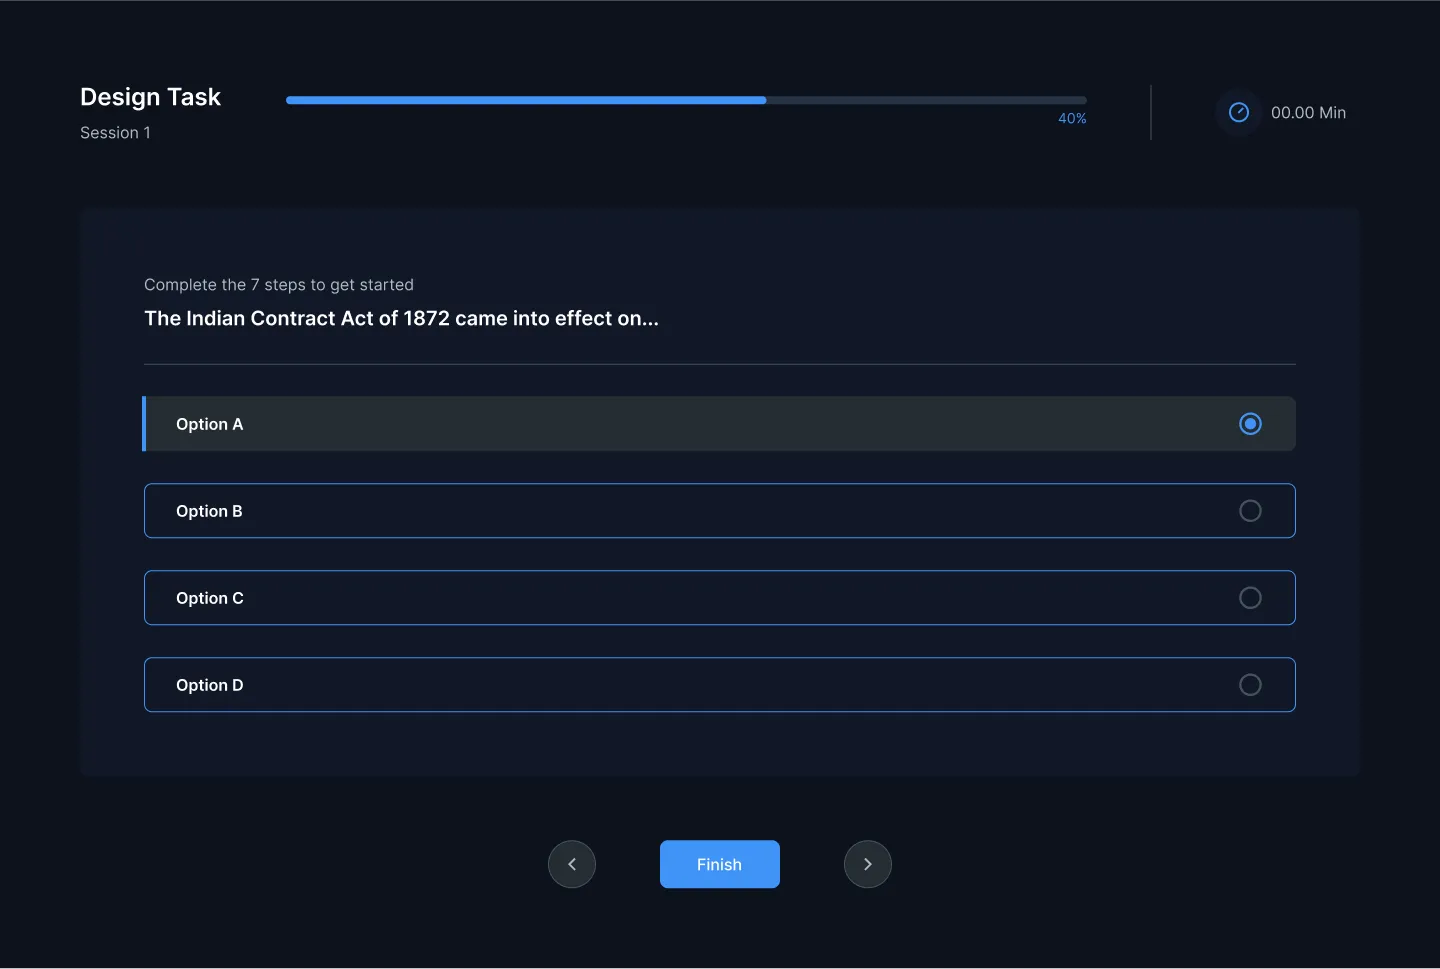 Design Task
Session 1
40%
00.00 Min
Complete the 7 steps to get started
The Indian Contract Act of 1872 came into effect on...
Option A
Option B
Option C
Option D
Finish